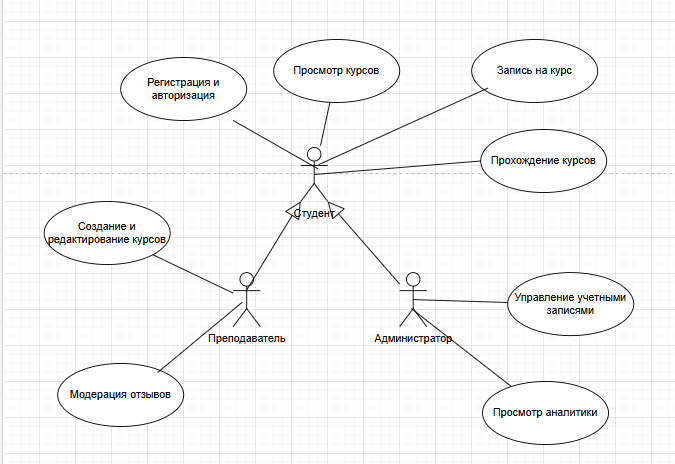 Просмотр курсов
Запись на курс
Регистрация и
авторизация
Прохождение курсов
Студент
Создание и
редактирование курсов
Управление учетными
записями
Преподаватель
Администратор
Модерация отзывов
Просмотр аналитики